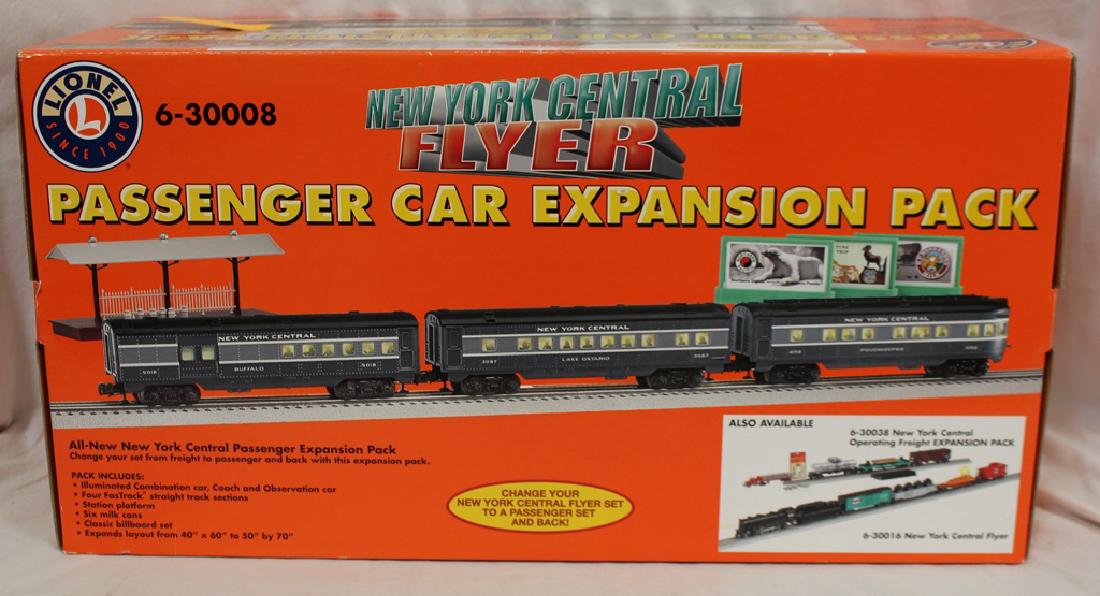 LIONEL
SINCE 1900
L
6-30008
NEW YORK CENTRAL
FLYER
PASSENGER CAR EXPANSION PACK
NEW YORK CENTRAL
5018 BUFFALO 5018
NEW YORK CENTRAL
5087 LAKE ONTARIO 5087
NEW YORK CENTRAL
POUGHKEEPSIE
All-New New York Central Passenger Expansion Pack
Change your set from freight to passenger and back with this expansion pack.
PACK INCLUDES:
• Illuminated Combination car, Coach and Observation car
• Four FasTrack® straight track sections
• Station platform
• Six milk cans
• Classic billboard set
• Expands layout from 40" x 60" to 50" by 70"
CHANGE YOUR
NEW YORK CENTRAL FLYER SET
TO A PASSENGER SET
AND BACK!
ALSO AVAILABLE
6-30038 New York Central
Operating Freight EXPANSION PACK
6-30016 New York Central Flyer